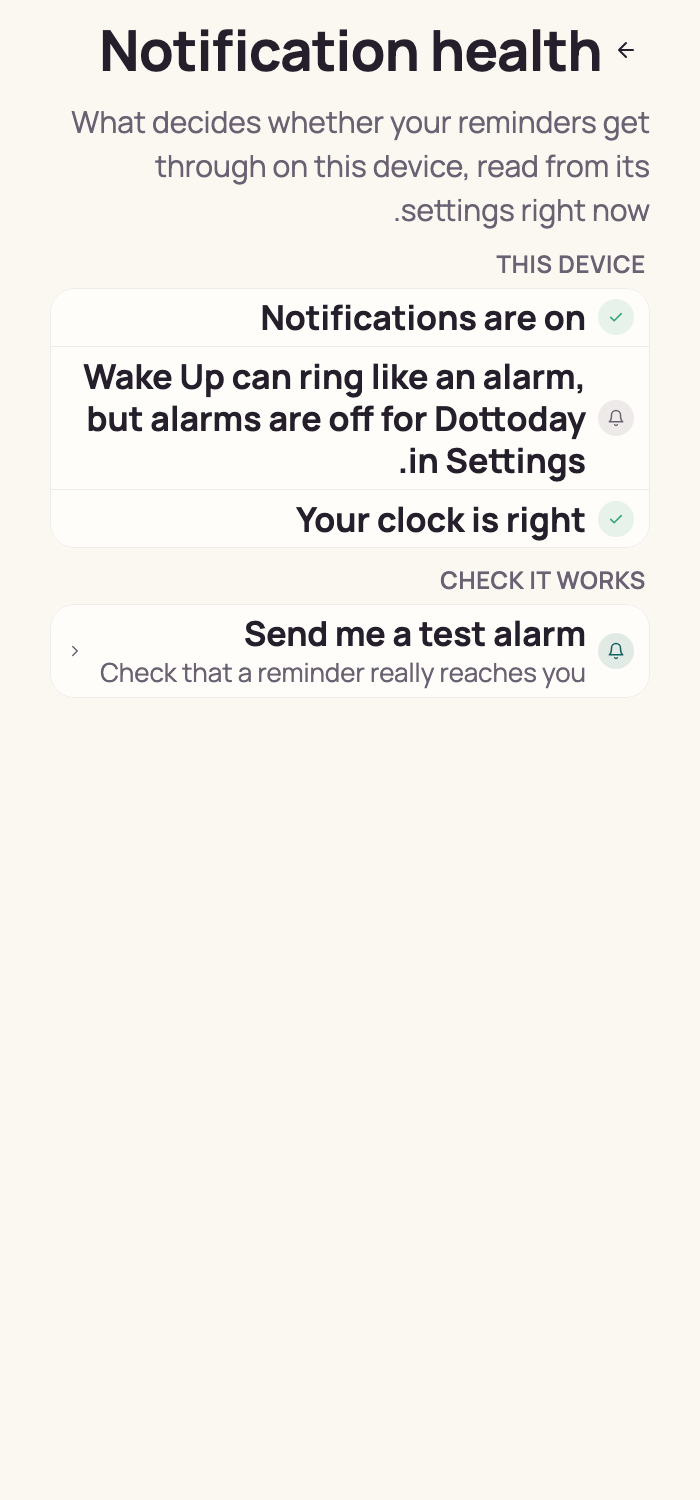 Notification health
What decides whether your reminders get
through on this device, read from its
settings right now.
THIS DEVICE
Notifications are on
Wake Up can ring like an alarm,
but alarms are off for Dottoday
in Settings.
Your clock is right
CHECK IT WORKS
Send me a test alarm
Check that a reminder really reaches you